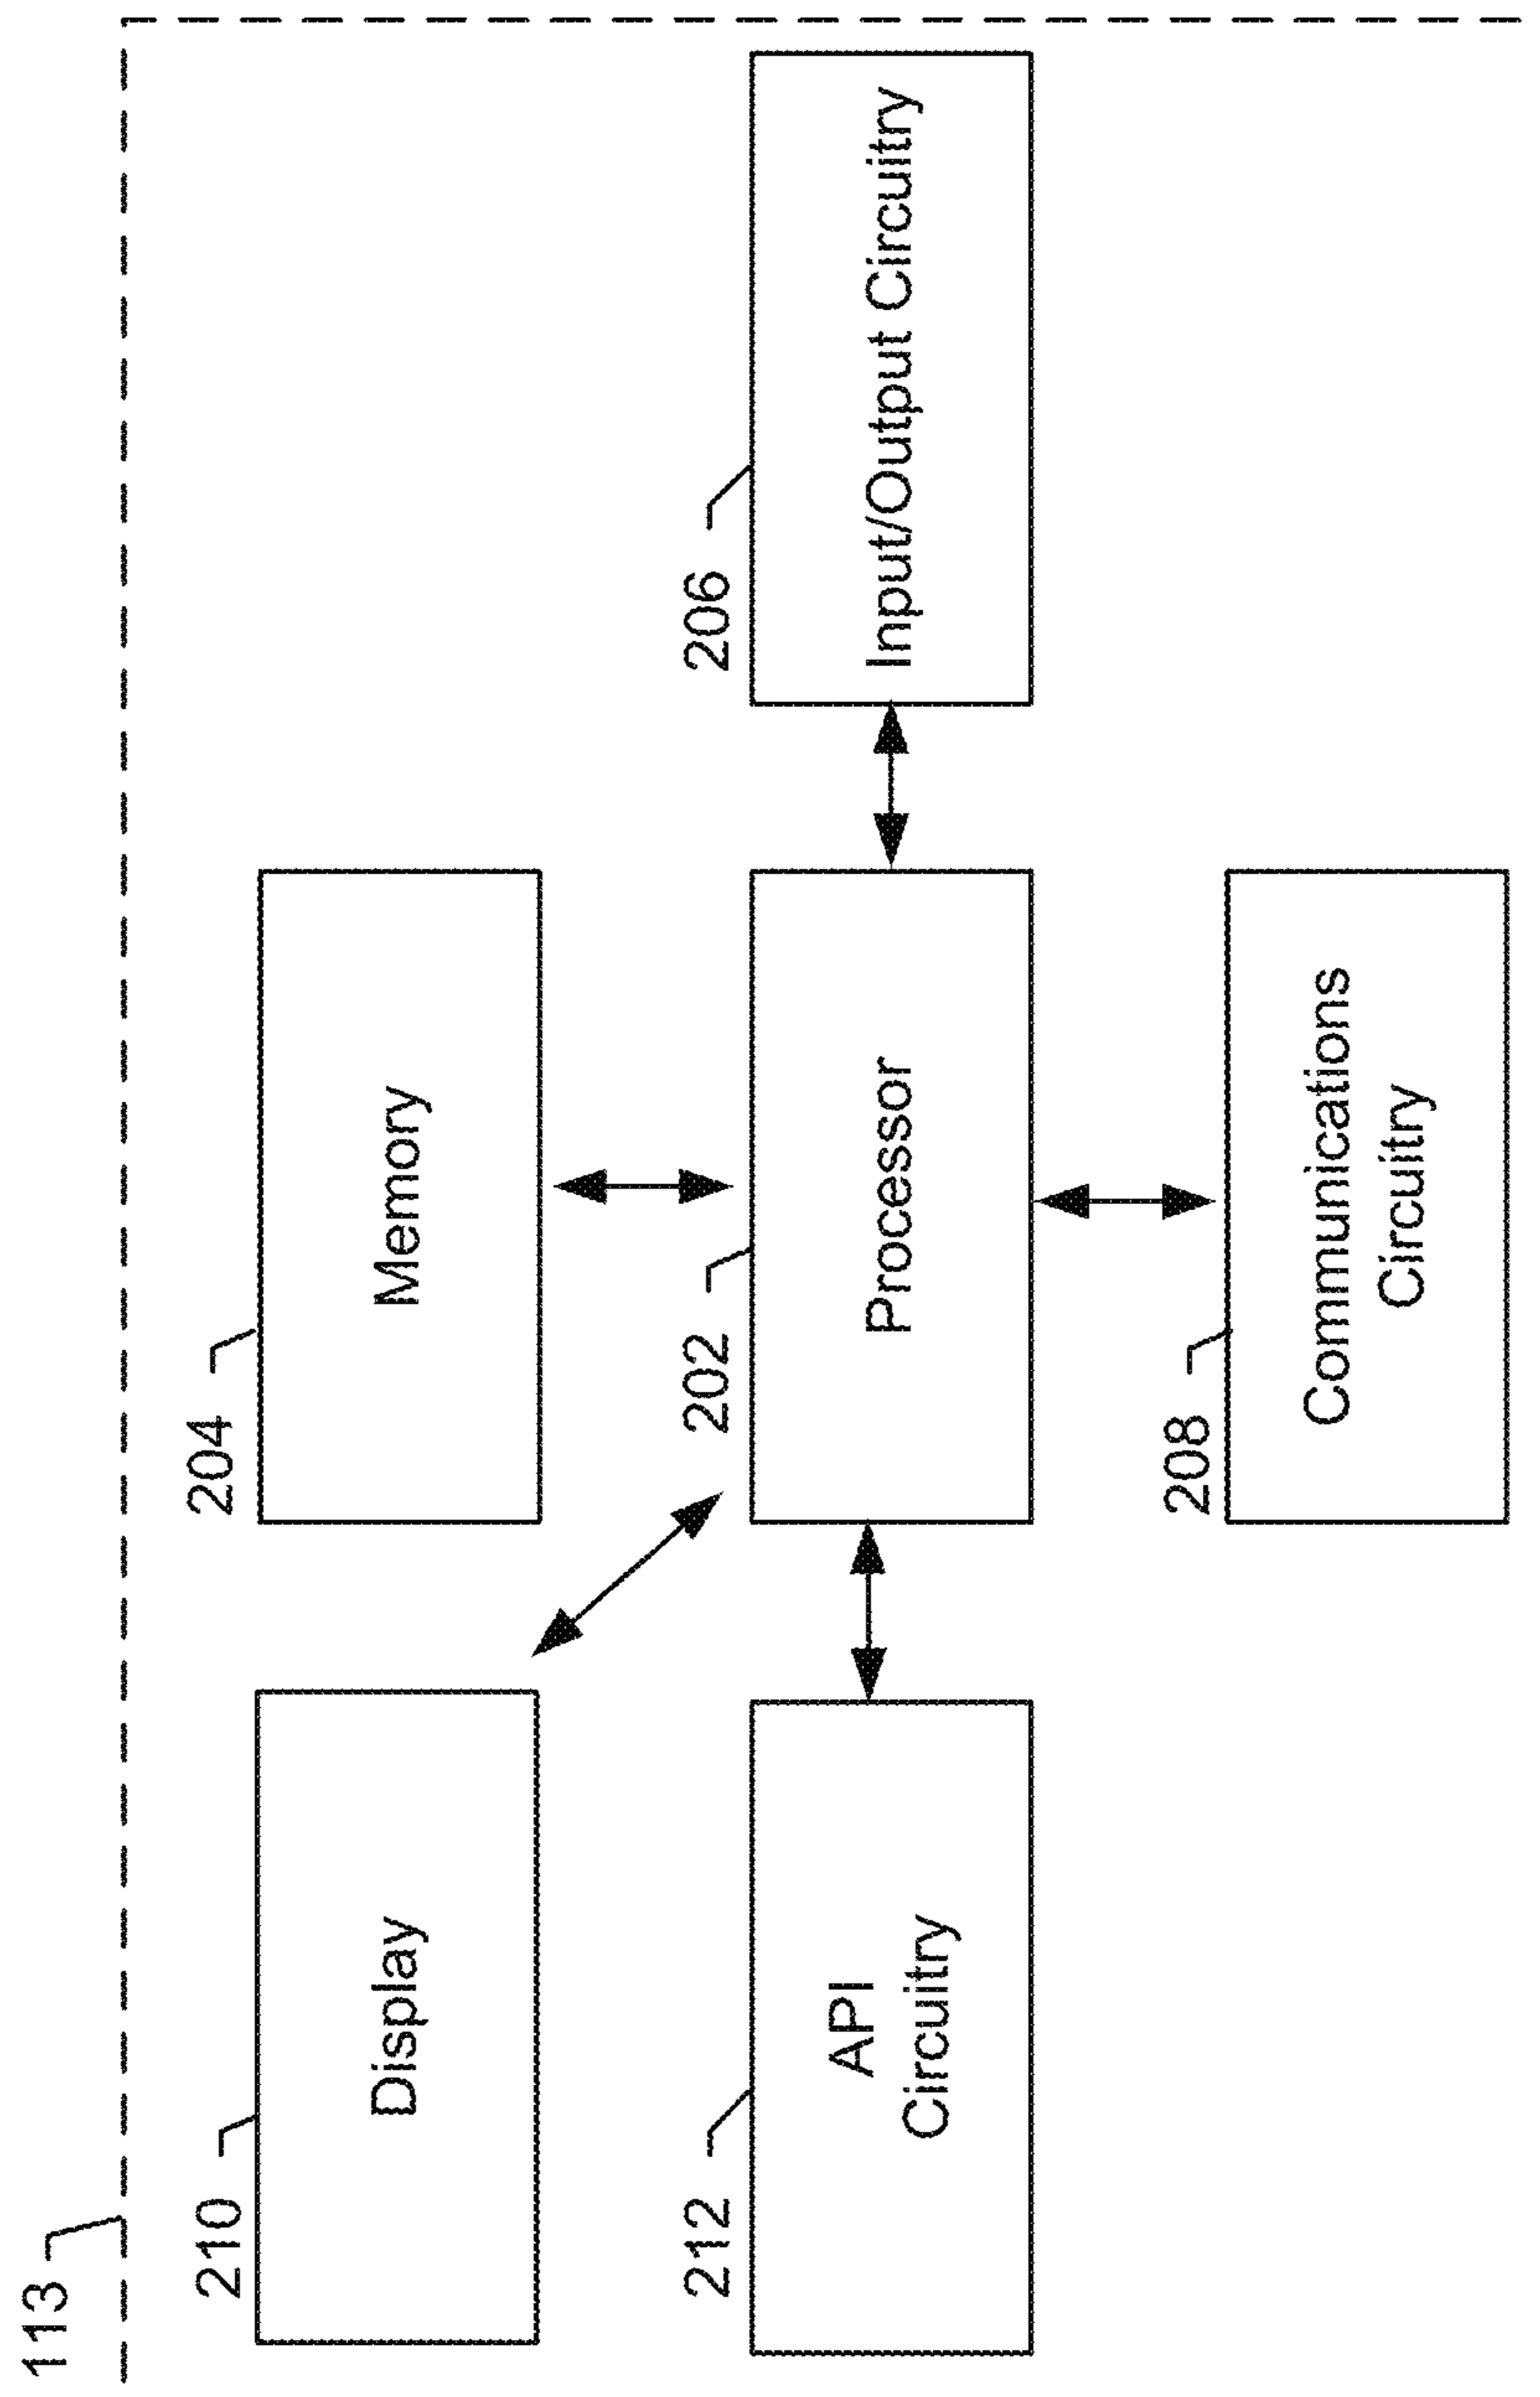 113
210
Display
204
Memory
212
API
Circuitry
202
Processor
206
Input/Output Circuitry
208
Communications
Circuitry